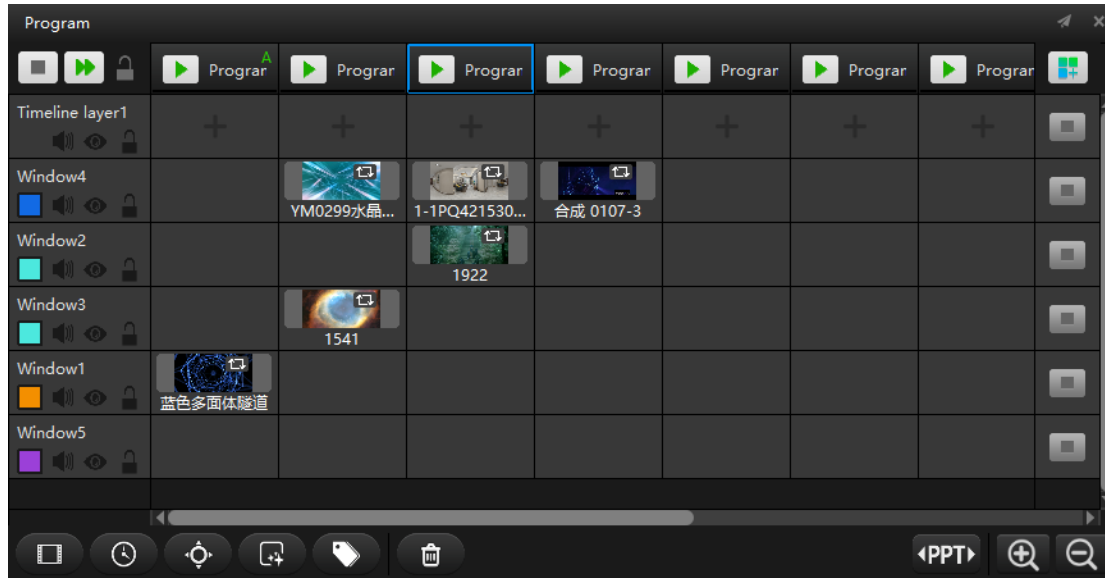 Program
A
Prograr
Prograr
Prograr
Prograr
Prograr
Prograr
Prograr
Timeline layer1
Window4
YM0299水晶...
1-1PQ421530...
合成 0107-3
Window2
1922
Window3
1541
Window1
蓝色多面体隧道
Window5
PPT